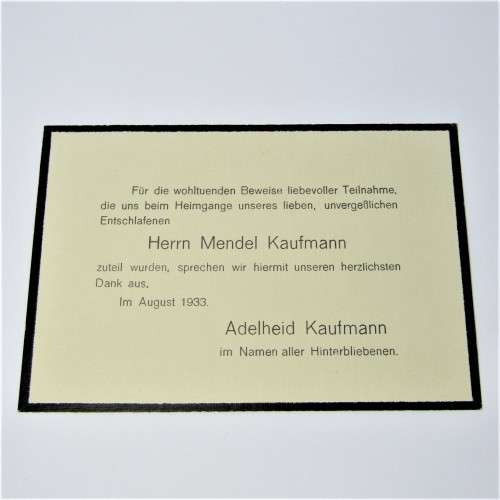 Für die wohltuenden Beweise liebevoller Teilnahme,
die uns beim Heimgange unseres lieben, unvergeßlichen
Entschlafenen
Herrn Mendel Kaufmann
zuteil wurden, sprechen wir hiermit unseren herzlichsten
Dank aus.
Im August 1933.
Adelheid Kaufmann
im Namen aller Hinterbliebenen.